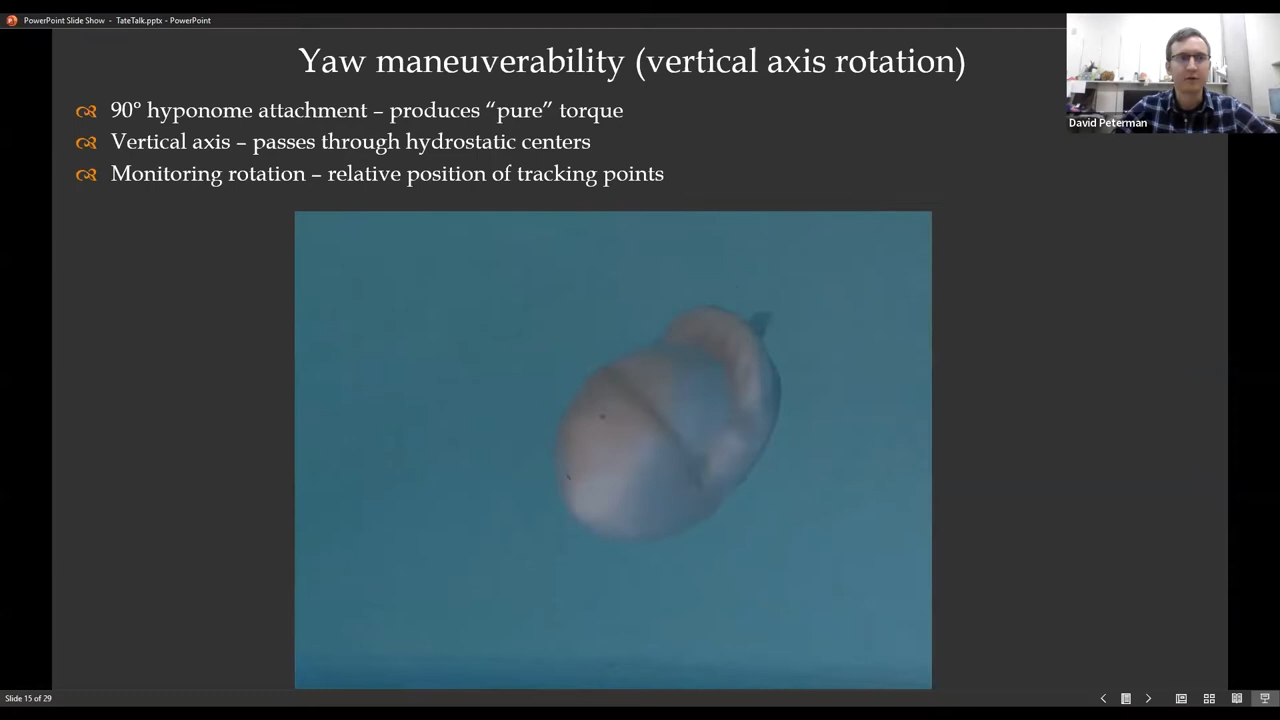 PowerPoint Slide Show - TateTalk.pptx - PowerPoint
Yaw maneuverability (vertical axis rotation)
90° hyponome attachment – produces “pure” torque
Vertical axis – passes through hydrostatic centers
Monitoring rotation – relative position of tracking points
David Peterman
Slide 15 of 29